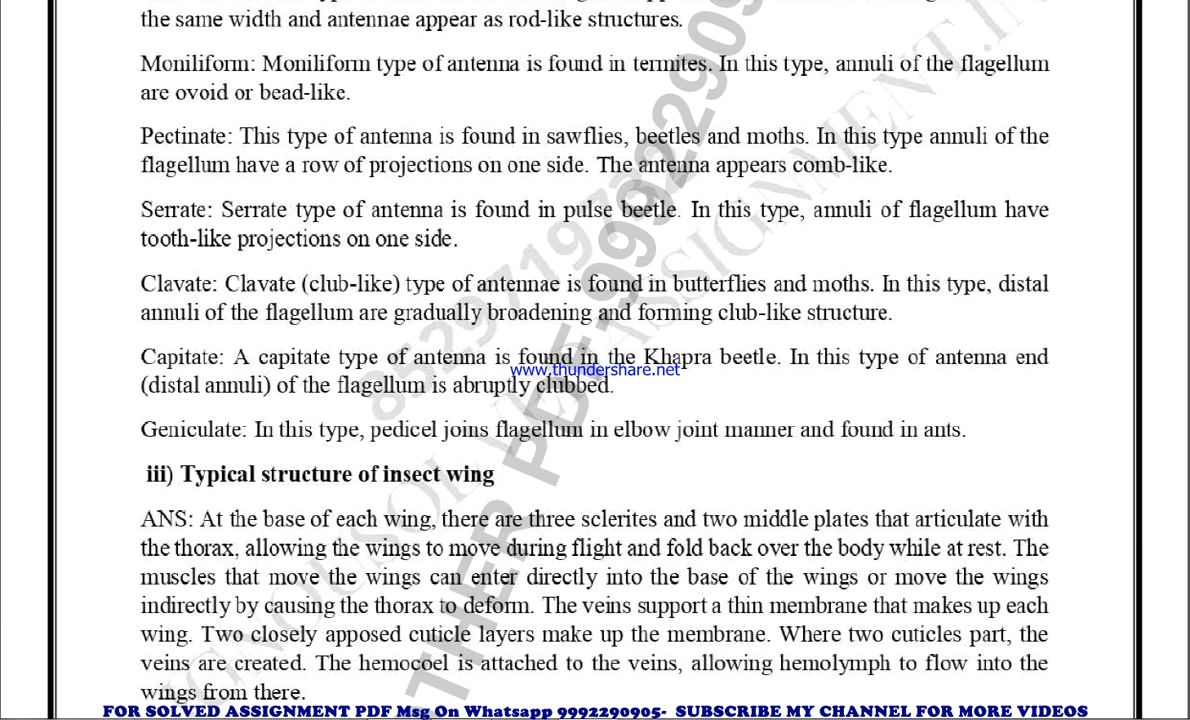 the same width and antennae appear as rod-like structures.
Moniliform: Moniliform type of antenna is found in termites. In this type, annuli of the flagellum
are ovoid or bead-like.
Pectinate: This type of antenna is found in sawflies, beetles and moths. In this type annuli of the
flagellum have a row of projections on one side. The antenna appears comb-like.
Serrate: Serrate type of antenna is found in pulse beetle. In this type, annuli of flagellum have
tooth-like projections on one side.
Clavate: Clavate (club-like) type of antennae is found in butterflies and moths. In this type, distal
annuli of the flagellum are gradually broadening and forming club-like structure.
Capitate: A capitate type of antenna is found in the Khapra beetle. In this type of antenna end
www.thundershare.net
(distal annuli) of the flagellum is abruptly clubbed.
Geniculate: In this type, pedicel joins flagellum in elbow joint manner and found in ants.
iii) Typical structure of insect wing
ANS: At the base of each wing, there are three sclerites and two middle plates that articulate with
the thorax, allowing the wings to move during flight and fold back over the body while at rest. The
muscles that move the wings can enter directly into the base of the wings or move the wings
indirectly by causing the thorax to deform. The veins support a thin membrane that makes up each
wing. Two closely apposed cuticle layers make up the membrane. Where two cuticles part, the
veins are created. The hemocoel is attached to the veins, allowing hemolymph to flow into the
wings from there.
FOR SOLVED ASSIGNMENT PDF Msg On Whatsapp 9992290905- SUBSCRIBE MY CHANNEL FOR MORE VIDEOS